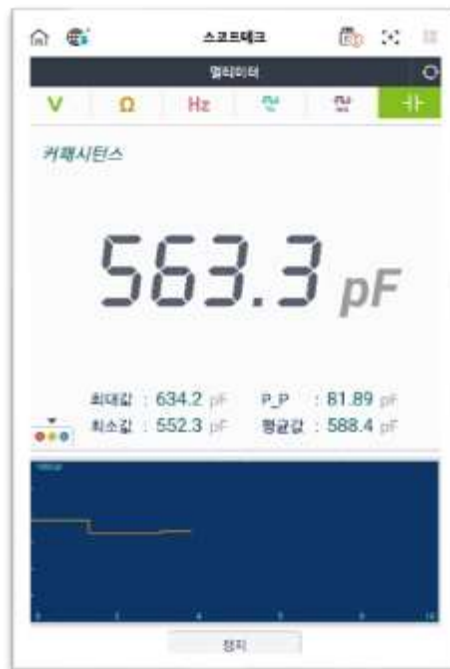 스코프테크
멀티미터
V Ω Hz
커패시턴스
563.3 pF
최대값 : 634.2 pF P_P : 81.89 pF
최소값 : 552.3 pF 평균값 : 588.4 pF
정지